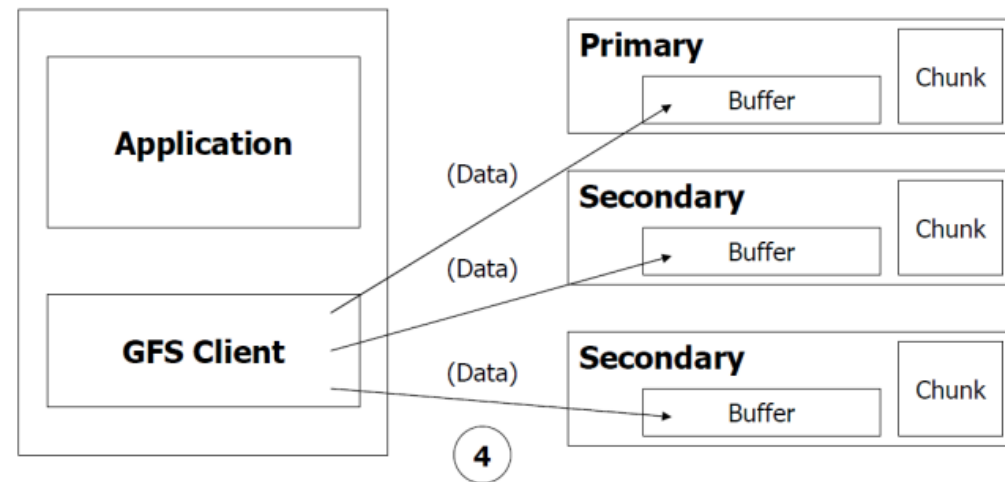 Application
GFS Client
(Data)
(Data)
(Data)
4
Primary
Buffer
Chunk
Secondary
Buffer
Chunk
Secondary
Buffer
Chunk